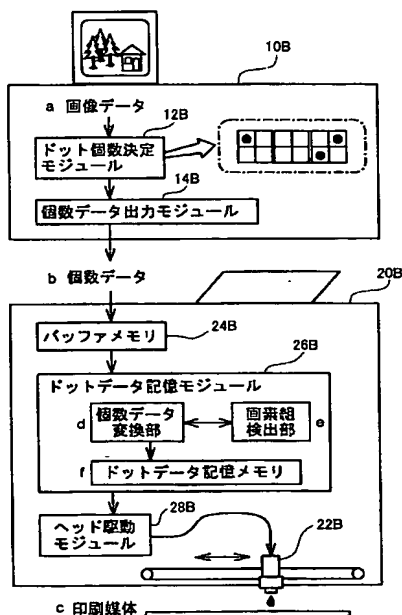 10B
a 画像データ
12B
ドット個数決定
モジュール
14B
個数データ出力モジュール
b 個数データ
20B
バッファメモリ
24B
26B
ドットデータ記憶モジュール
d 個数データ
変換部
画素組
検出部 e
f ドットデータ記憶メモリ
ヘッド駆動
モジュール
28B
22B
c 印刷媒体